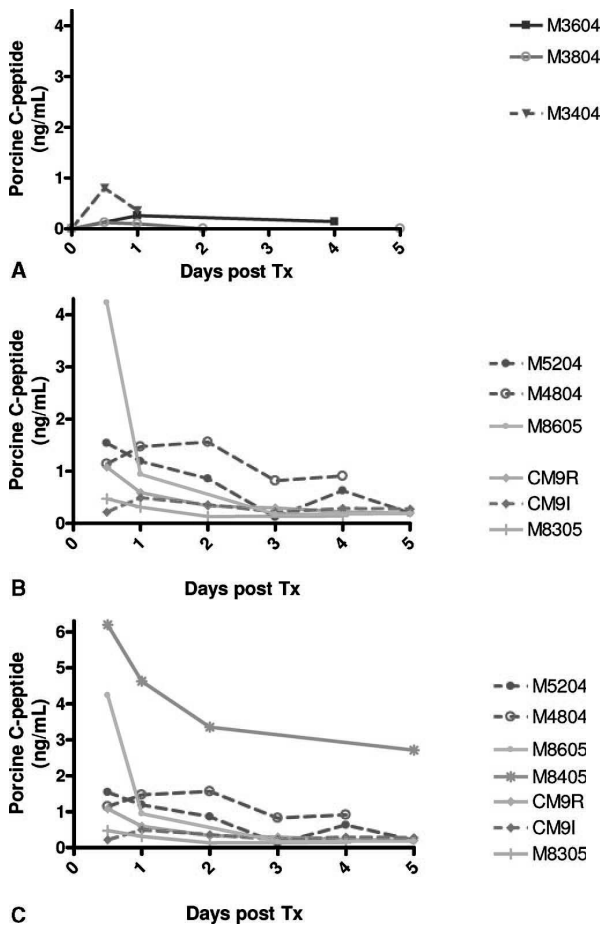 4
3
2
1
0
Porcine C-peptide
(ng/mL)
0
1
2
3
4
5
Days post Tx
A
M3604
M3804
M3404
4
3
2
1
0
Porcine C-peptide
(ng/mL)
0
1
2
3
4
5
Days post Tx
B
M5204
M4804
M8605
CM9R
CM9I
M8305
6
5
4
3
2
1
0
Porcine C-peptide
(ng/mL)
0
1
2
3
4
5
Days post Tx
C
M5204
M4804
M8605
M8405
CM9R
CM9I
M8305